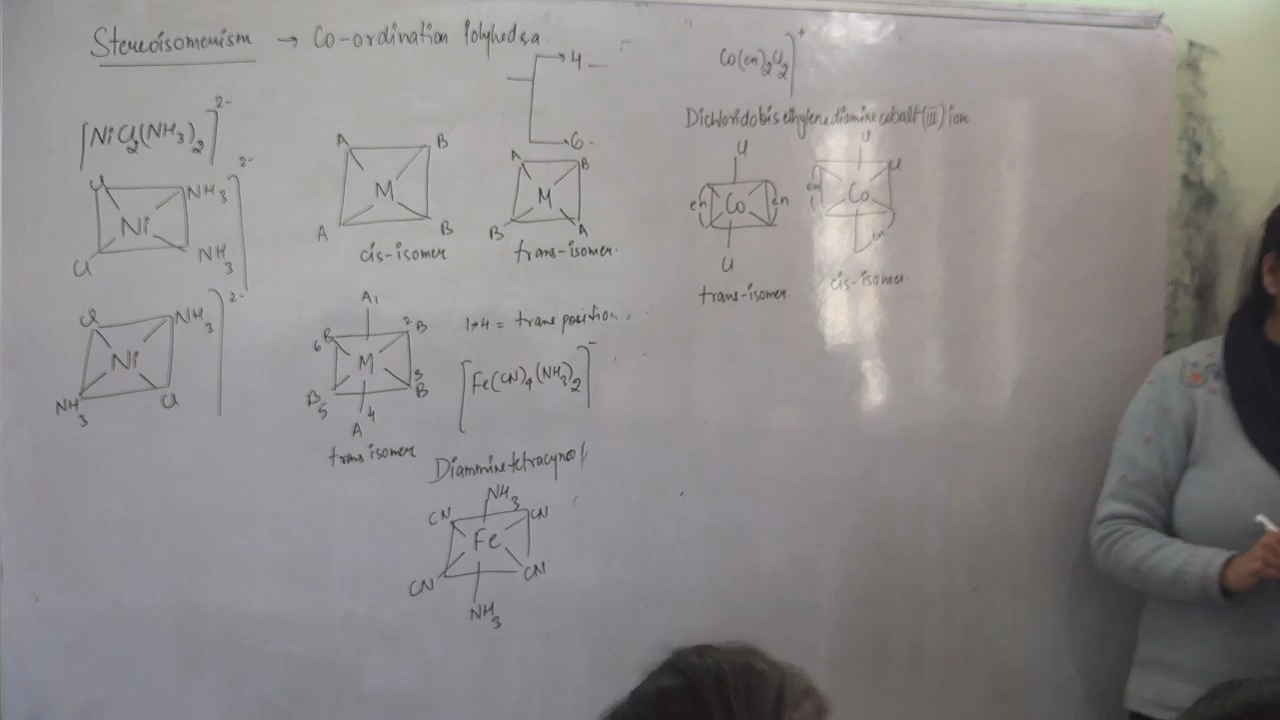 Stereoisomerism → Co-ordination Polyhedra
4
6
[NiCl2(NH3)2]2-
Cl NH3
Ni
Cl NH3
2-
Cl NH3
Ni
NH3 Cl
2-
A B
M
A B
cis-isomer
A B
M
B A
trans-isomer
A1
6 B 2 B
M
B 5 3 B
4
A
trans isomer
1,4 = trans position
[Fe(CN)4(NH3)2]-
Diamminetetracyno
NH3
CN CN
Fe
CN CN
NH3
Co(en)2Cl2]+
Dichloridobisethylenediaminecobalt(III) ion
Cl
en Co en
Cl
trans-isomer
Cl
en Co Cl
en
cis-isomer